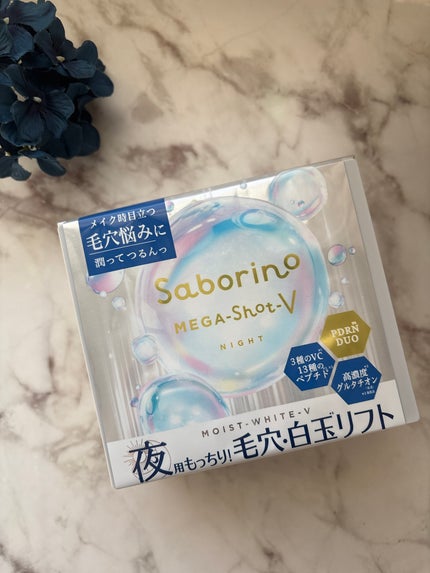 メイク時目立つ
毛穴悩みに
潤ってつるんっ
Saborino
MEGA-Shot-V
NIGHT
PDRN
DUO
3種のVC
13種の
ペプチド
高濃度
グルタチオン
MOIST-WHITE-V
夜用もっちり!毛穴・白玉リフト